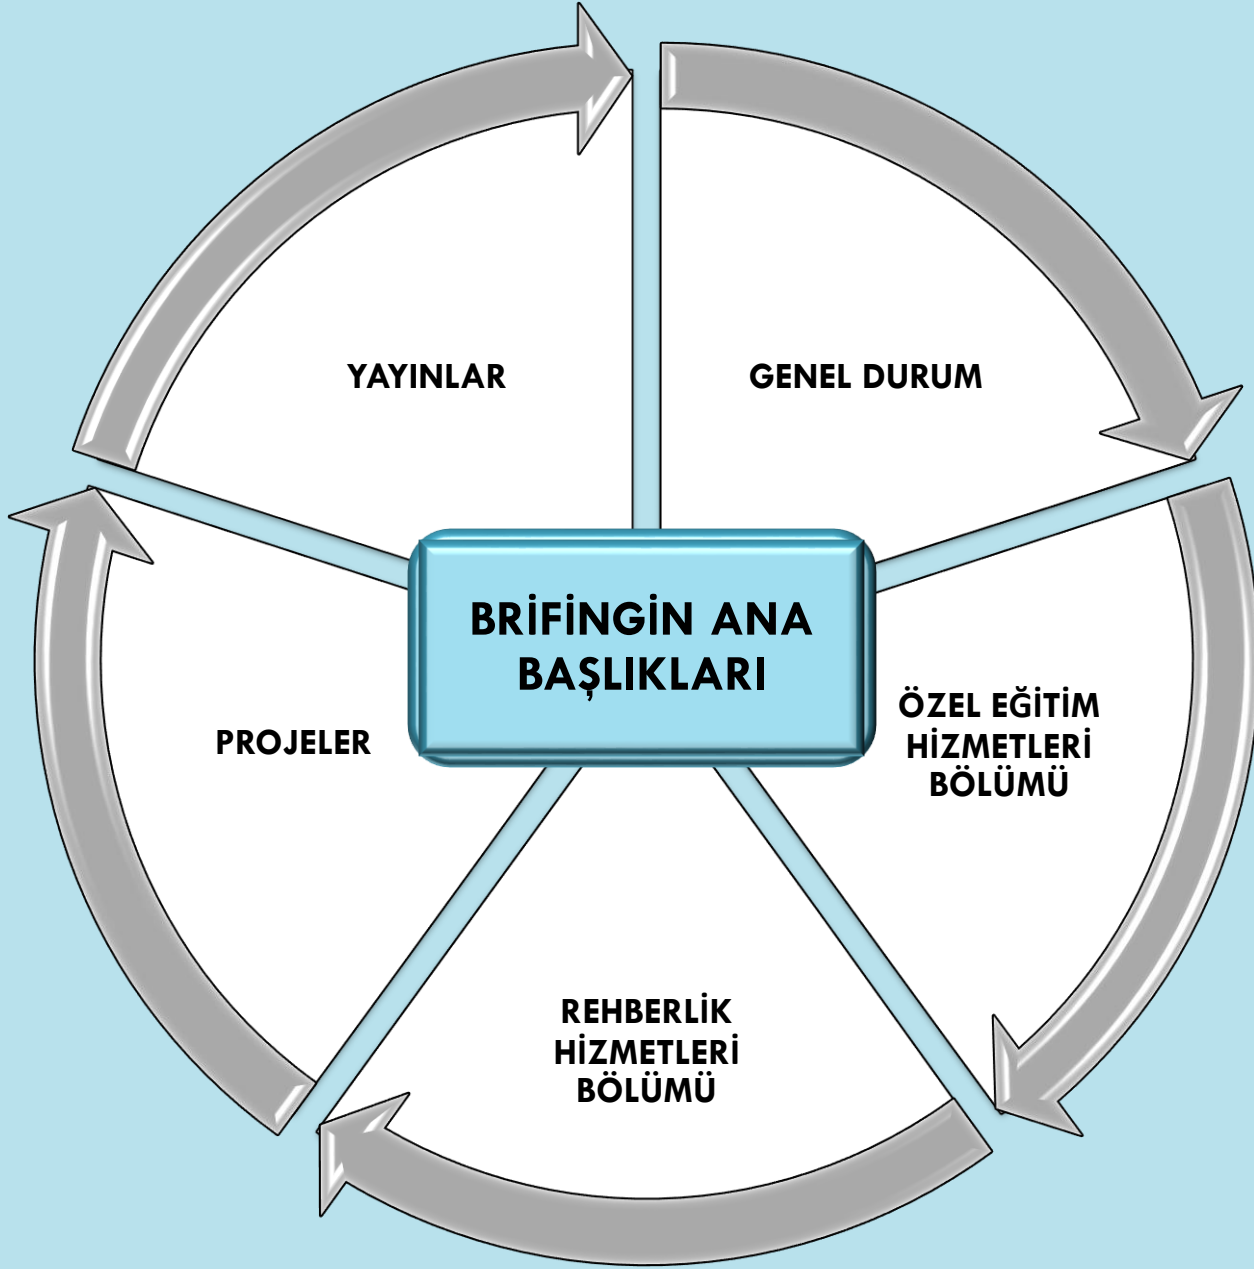 YAYINLAR
GENEL DURUM
BRİFİNGİN ANA
BAŞLIKLARI
ÖZEL EĞİTİM
HİZMETLERİ
BÖLÜMÜ
PROJELER
REHBERLİK
HİZMETLERİ
BÖLÜMÜ